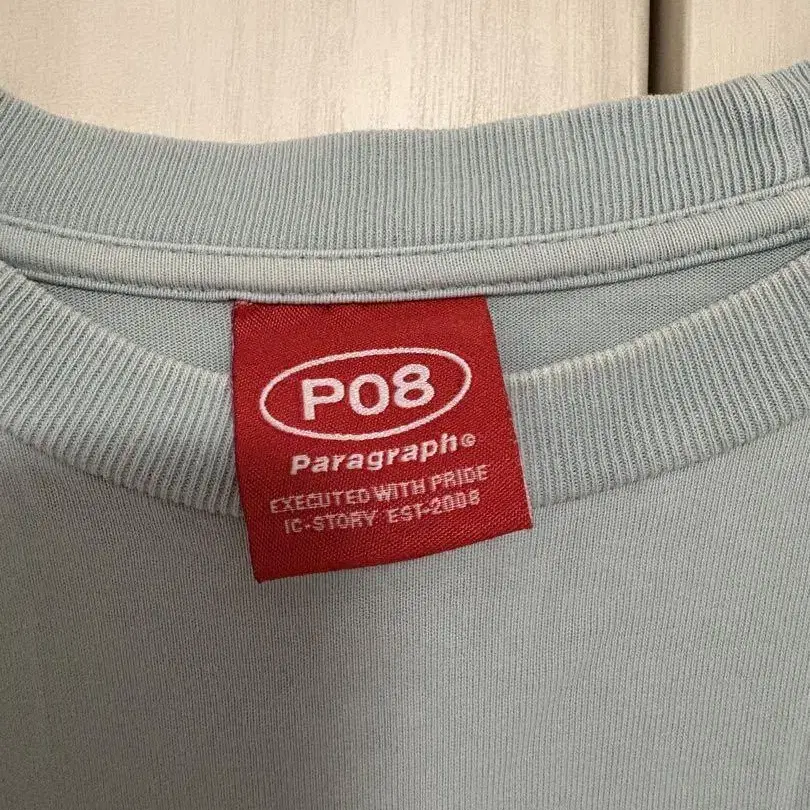 P08
Paragraph©
EXECUTED WITH PRIDE
IC-STORY EST-2008